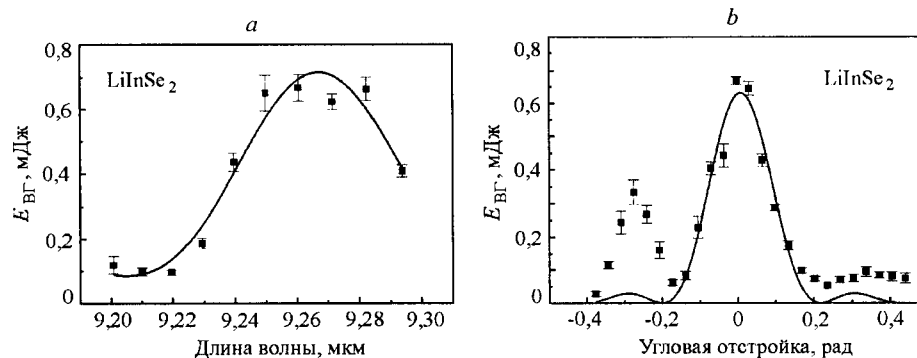 a
LiInSe2
E ВГ, мДж
0,8
0,6
0,4
0,2
0
9,20
9,22
9,24
9,26
9,28
9,30
Длина волны, мкм
b
LiInSe2
E ВГ, мДж
0,8
0,6
0,4
0,2
0
-0,4
-0,2
0
0,2
0,4
Угловая отстройка, рад